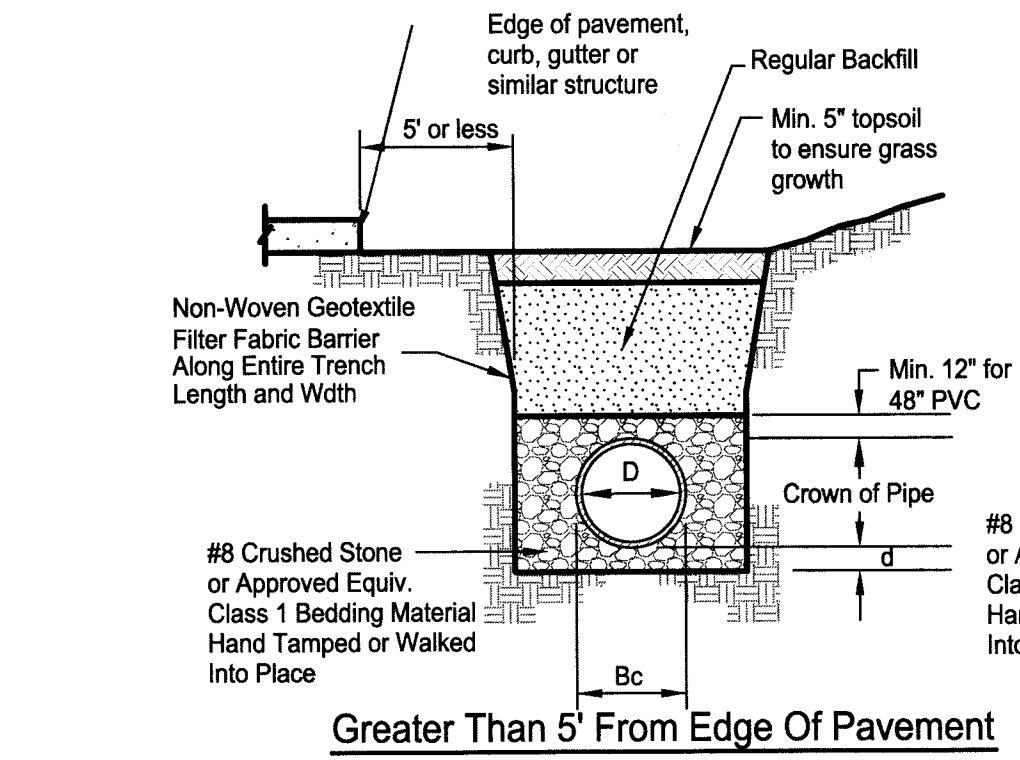 Edge of pavement,
curb, gutter or
similar structure
Regular Backfill
5' or less
Min. 5" topsoil
to ensure grass
growth
Non-Woven Geotextile
Filter Fabric Barrier
Along Entire Trench
Length and Wdth
Min. 12" for
48" PVC
D
Crown of Pipe
d
#8 Crushed Stone
or Approved Equiv.
Class 1 Bedding Material
Hand Tamped or Walked
Into Place
#8
or
Bc
Greater Than 5' From Edge Of Pavement